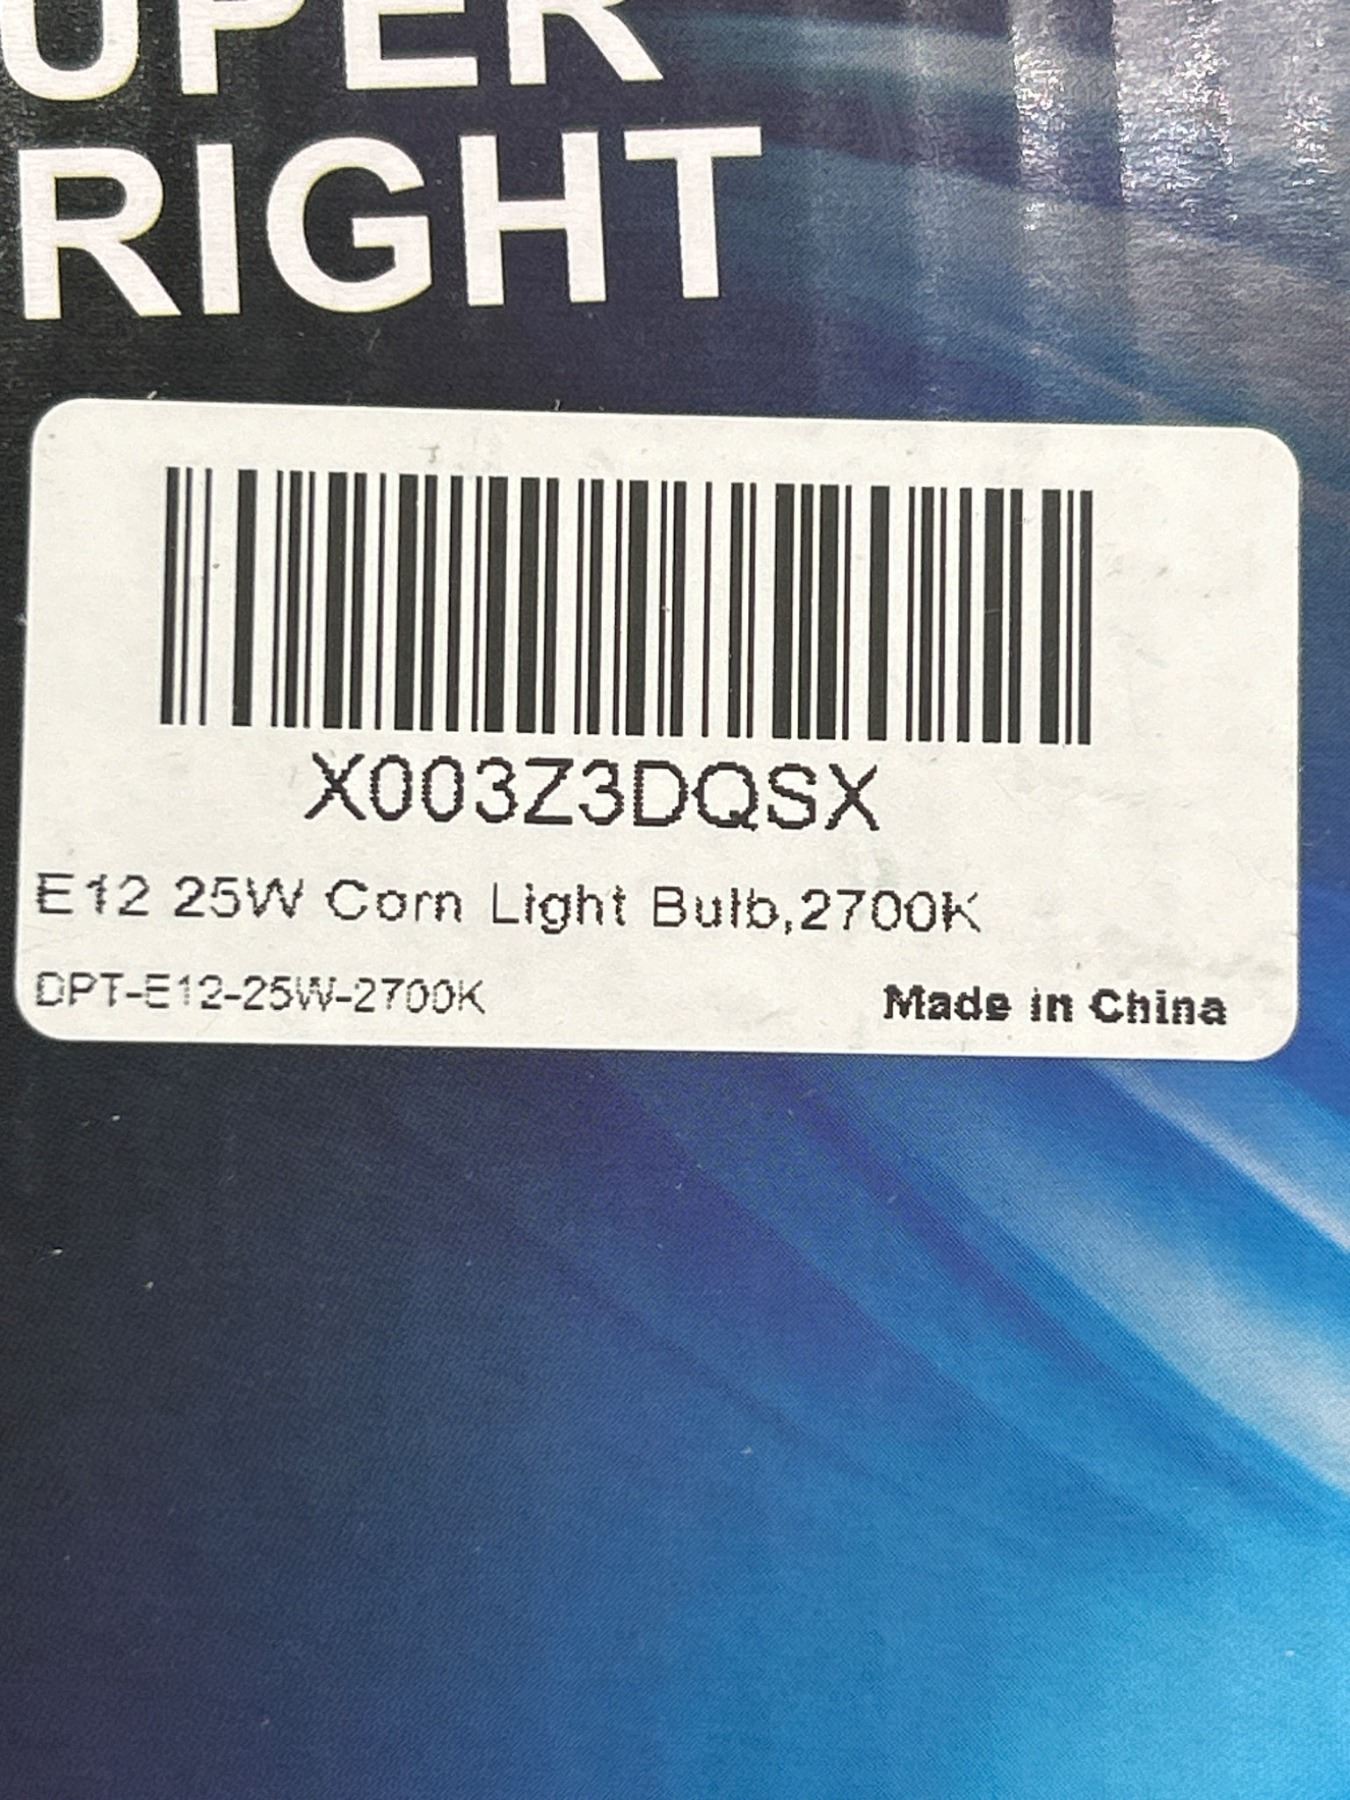 UPER
RIGHT
X003Z3DQSX
E12 25W Corn Light Bulb,2700K
DPT-E12-25W-2700K
Made in China